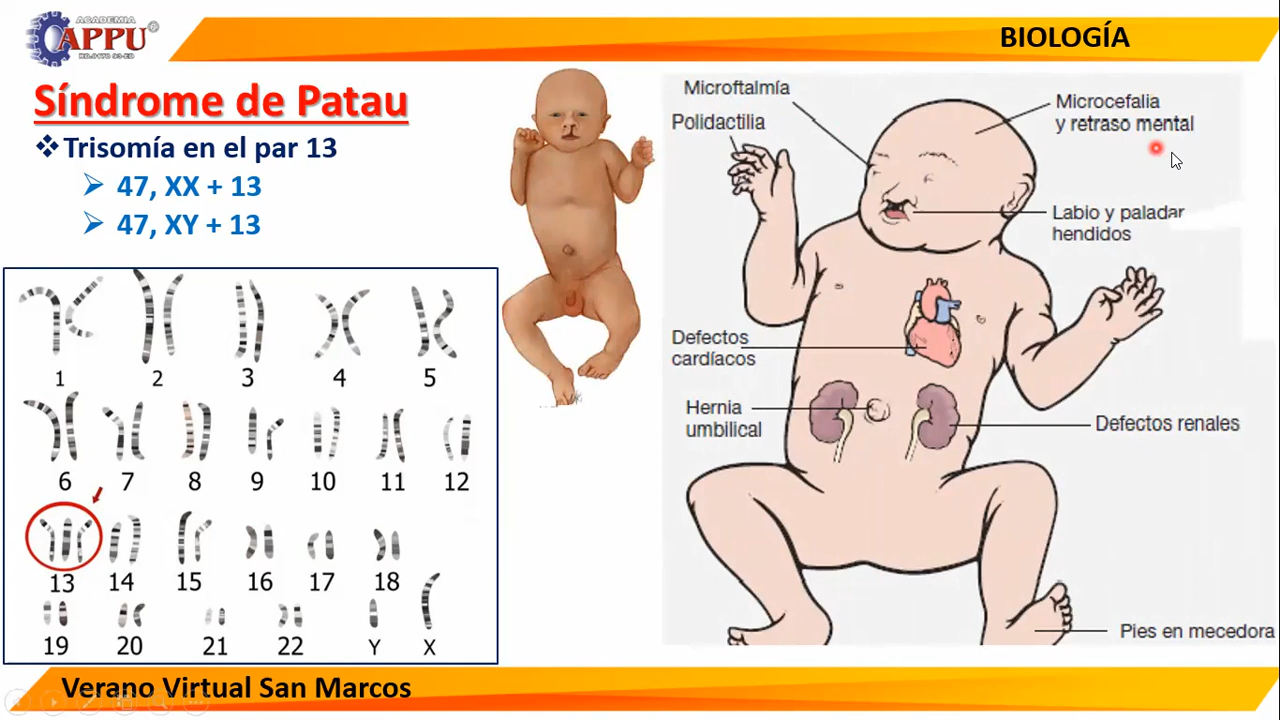 ACADEMIA
APPU
BIOLOGÍA
Síndrome de Patau
Trisomía en el par 13
47, XX + 13
47, XY + 13
1 2 3 4 5
6 7 8 9 10 11 12
13 14 15 16 17 18
19 20 21 22 Y X
Microftalmía
Polidactilia
Microcefalia
y retraso mental
Labio y paladar
hendidos
Defectos
cardíacos
Hernia
umbilical
Defectos renales
Pies en mecedora
Verano Virtual San Marcos